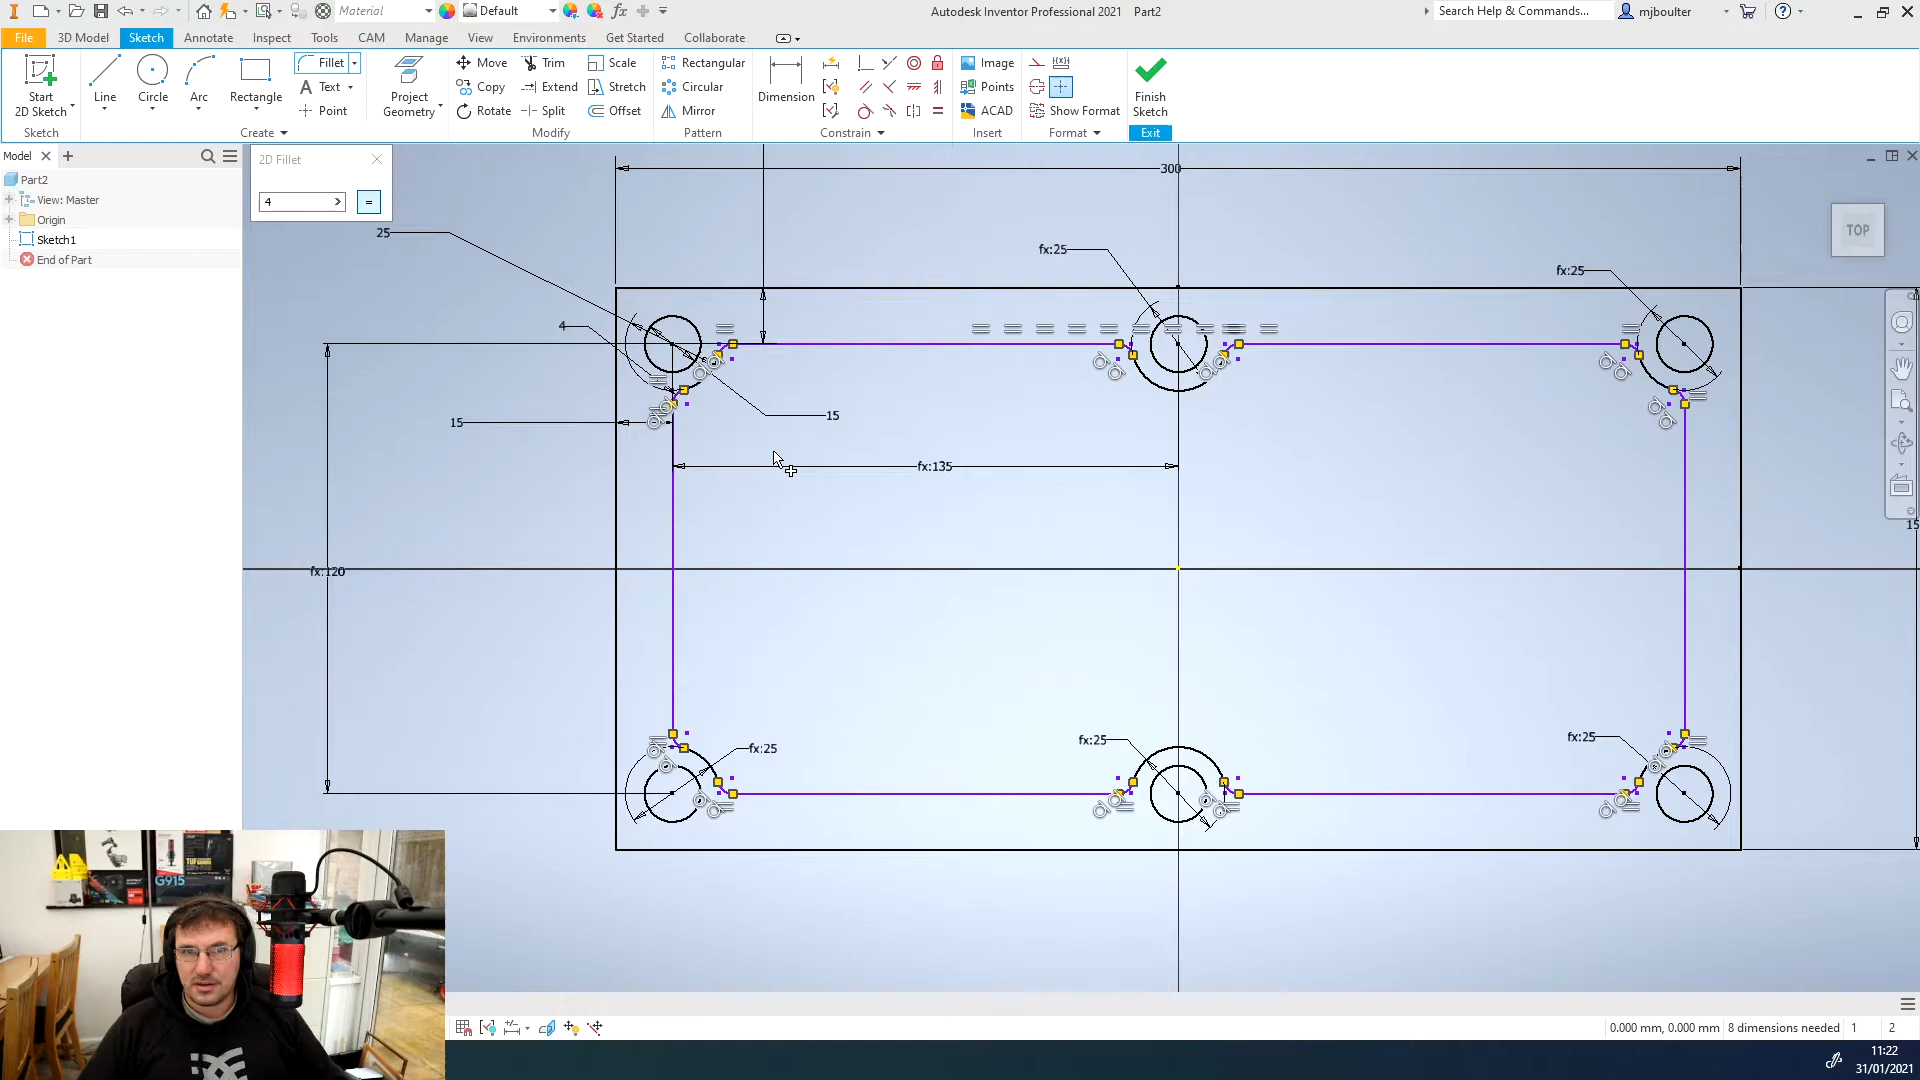 Material
Default
fx
Autodesk Inventor Professional 2021 Part2
Search Help & Commands...
mjboulter
File 3D Model Sketch Annotate Inspect Tools CAM Manage View Environments Get Started Collaborate
Start
2D Sketch
Line
Circle
Arc
Rectangle
Fillet
Text
Point
Project
Geometry
Move
Copy
Rotate
Trim
Extend
Split
Scale
Stretch
Offset
Rectangular
Circular
Mirror
Dimension
Image
Points
ACAD
Show Format
Finish
Sketch
Sketch
Create
Modify
Pattern
Constrain
Insert
Format
Exit
Model
Part2
View: Master
Origin
Sketch1
End of Part
2D Fillet
4
=
300
TOP
25
fx:25
fx:25
4
15
15
fx:135
15
fx:120
fx:25
fx:25
fx:25
G915
0.000 mm, 0.000 mm 8 dimensions needed 1 2
11:22
31/01/2021